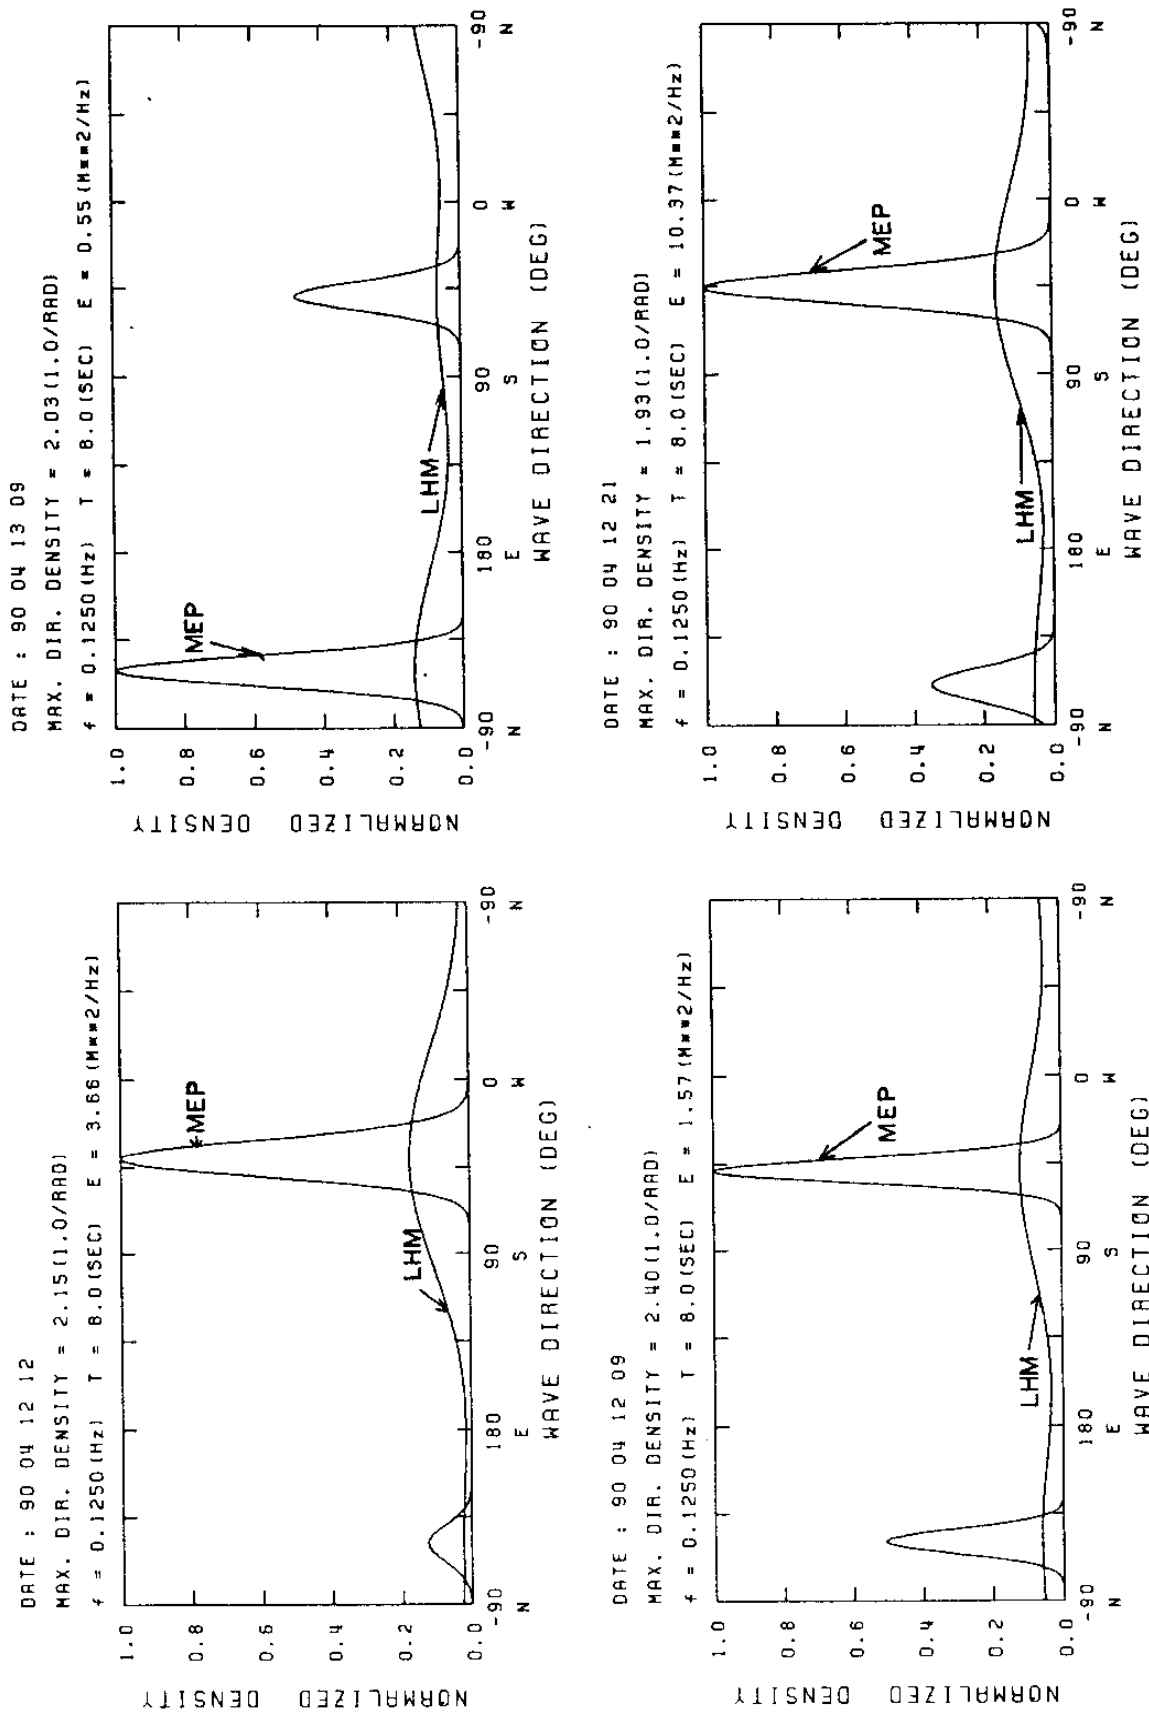 DATE : 90 04 12 12
MAX. DIR. DENSITY = 2.15(1.0/RAD)
f = 0.1250(Hz) T = 8.0(SEC) E = 3.66(M**2/Hz)
NORMALIZED DENSITY
1.0
0.8
0.6
0.4
0.2
0.0
MEP
LHM
-90 180 90 0 -90
N E S W N
WAVE DIRECTION (DEG)
DATE : 90 04 13 09
MAX. DIR. DENSITY = 2.03(1.0/RAD)
f = 0.1250(Hz) T = 8.0(SEC) E = 0.55(M**2/Hz)
NORMALIZED DENSITY
1.0
0.8
0.6
0.4
0.2
0.0
MEP
LHM
-90 180 90 0 -90
N E S W N
WAVE DIRECTION (DEG)
DATE : 90 04 12 09
MAX. DIR. DENSITY = 2.40(1.0/RAD)
f = 0.1250(Hz) T = 8.0(SEC) E = 1.57(M**2/Hz)
NORMALIZED DENSITY
1.0
0.8
0.6
0.4
0.2
0.0
MEP
LHM
-90 180 90 0 -90
N E S W N
WAVE DIRECTION (DEG)
DATE : 90 04 12 21
MAX. DIR. DENSITY = 1.93(1.0/RAD)
f = 0.1250(Hz) T = 8.0(SEC) E = 10.37(M**2/Hz)
NORMALIZED DENSITY
1.0
0.8
0.6
0.4
0.2
0.0
MEP
LHM
-90 180 90 0 -90
N E S W N
WAVE DIRECTION (DEG)